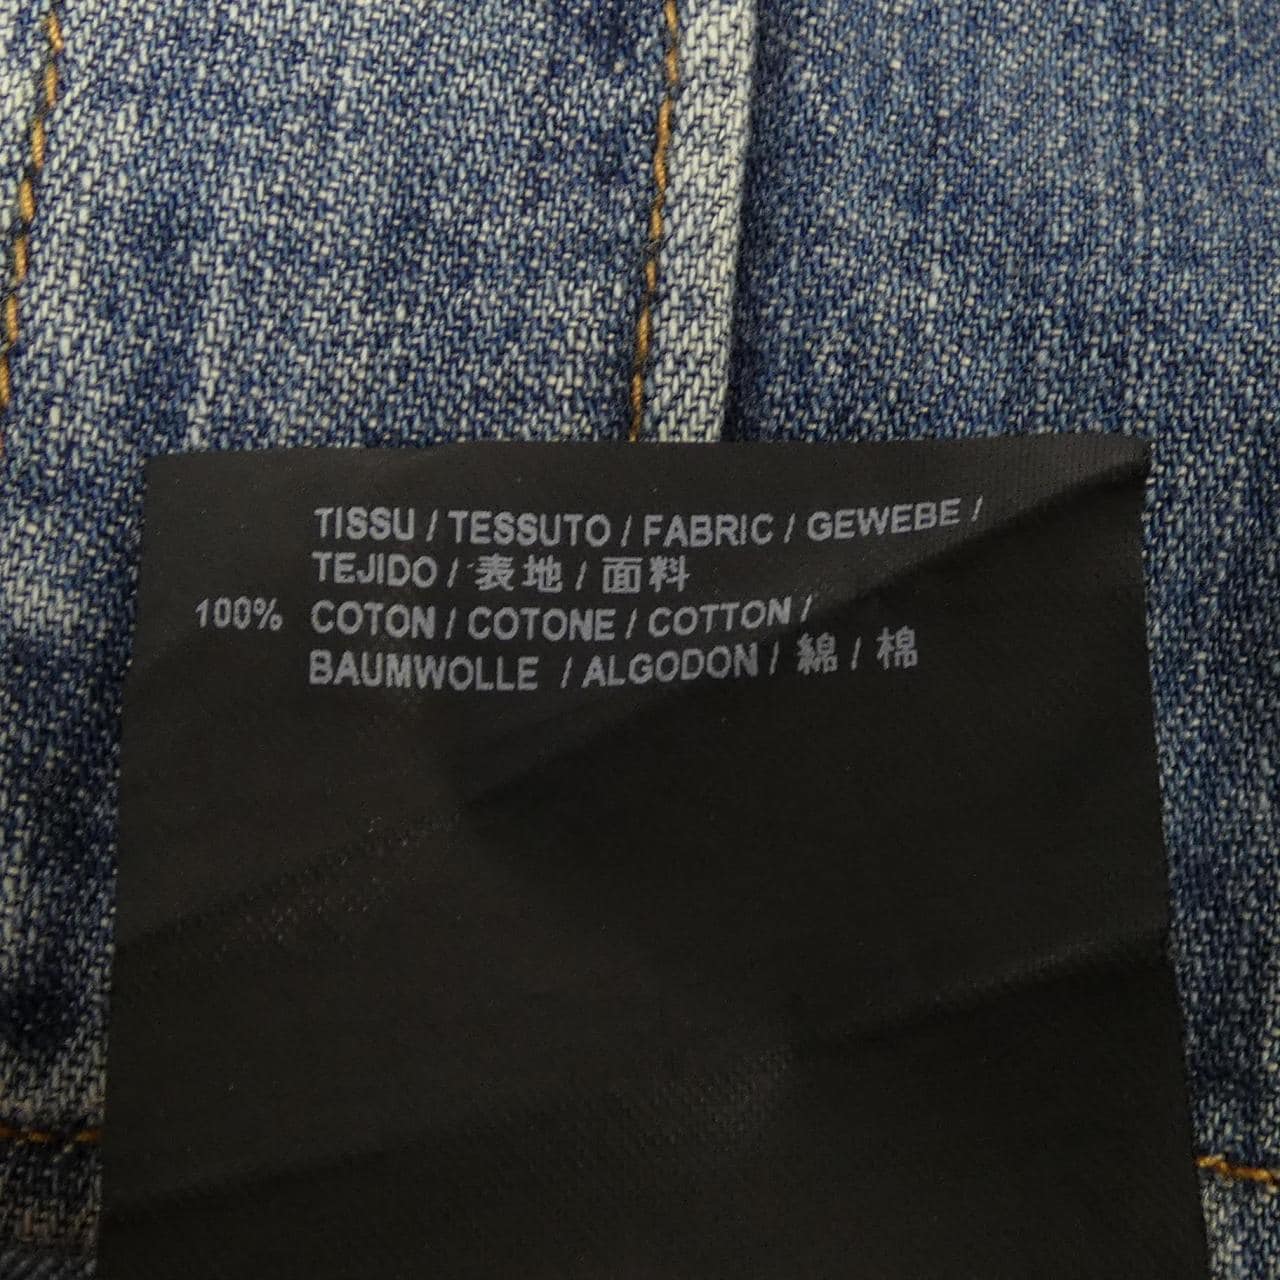 TISSU / TESSUTO / FABRIC / GEWEBE /
TEJIDO / 表地 / 面料
100% COTON / COTONE / COTTON /
BAUMWOLLE / ALGODON / 綿 / 棉